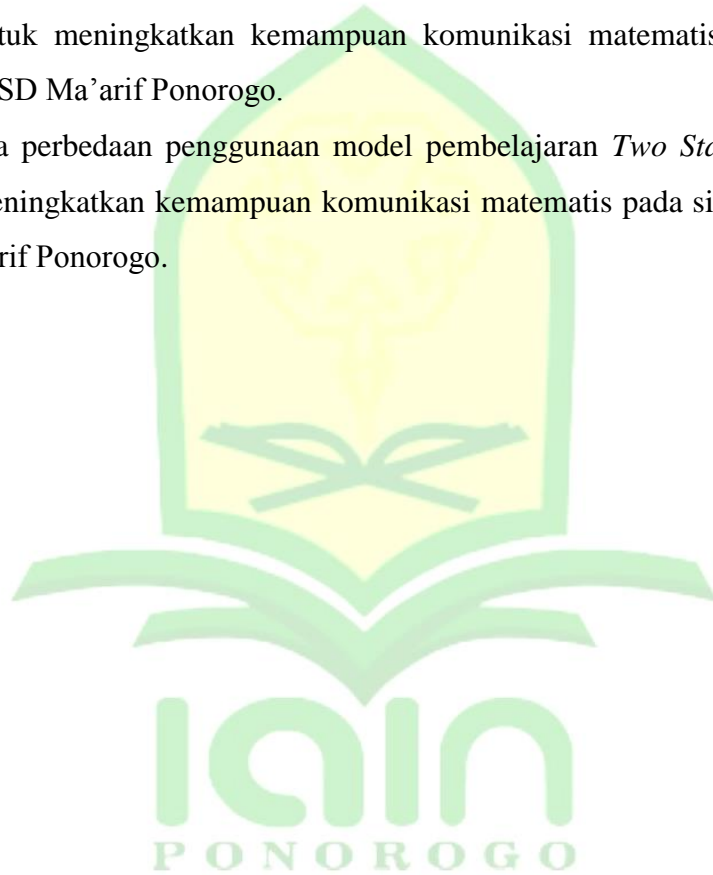 tuk meningkatkan kemampuan komunikasi matematis
SD Ma’arif Ponorogo.
a perbedaan penggunaan model pembelajaran Two Sta
eningkatkan kemampuan komunikasi matematis pada si
rif Ponorogo.
iain
PONOROGO